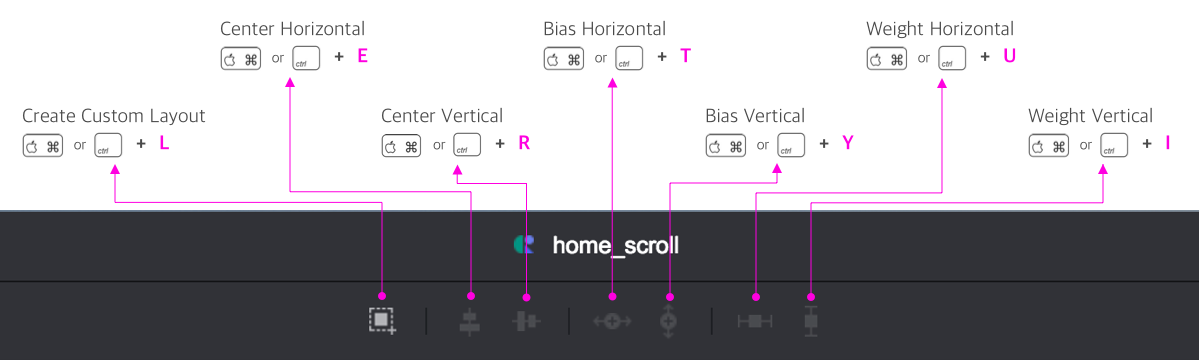 Center Horizontal
⌘ or ctrl + E
Bias Horizontal
⌘ or ctrl + T
Weight Horizontal
⌘ or ctrl + U
Create Custom Layout
⌘ or ctrl + L
Center Vertical
⌘ or ctrl + R
Bias Vertical
⌘ or ctrl + Y
Weight Vertical
⌘ or ctrl + I
home_scroll